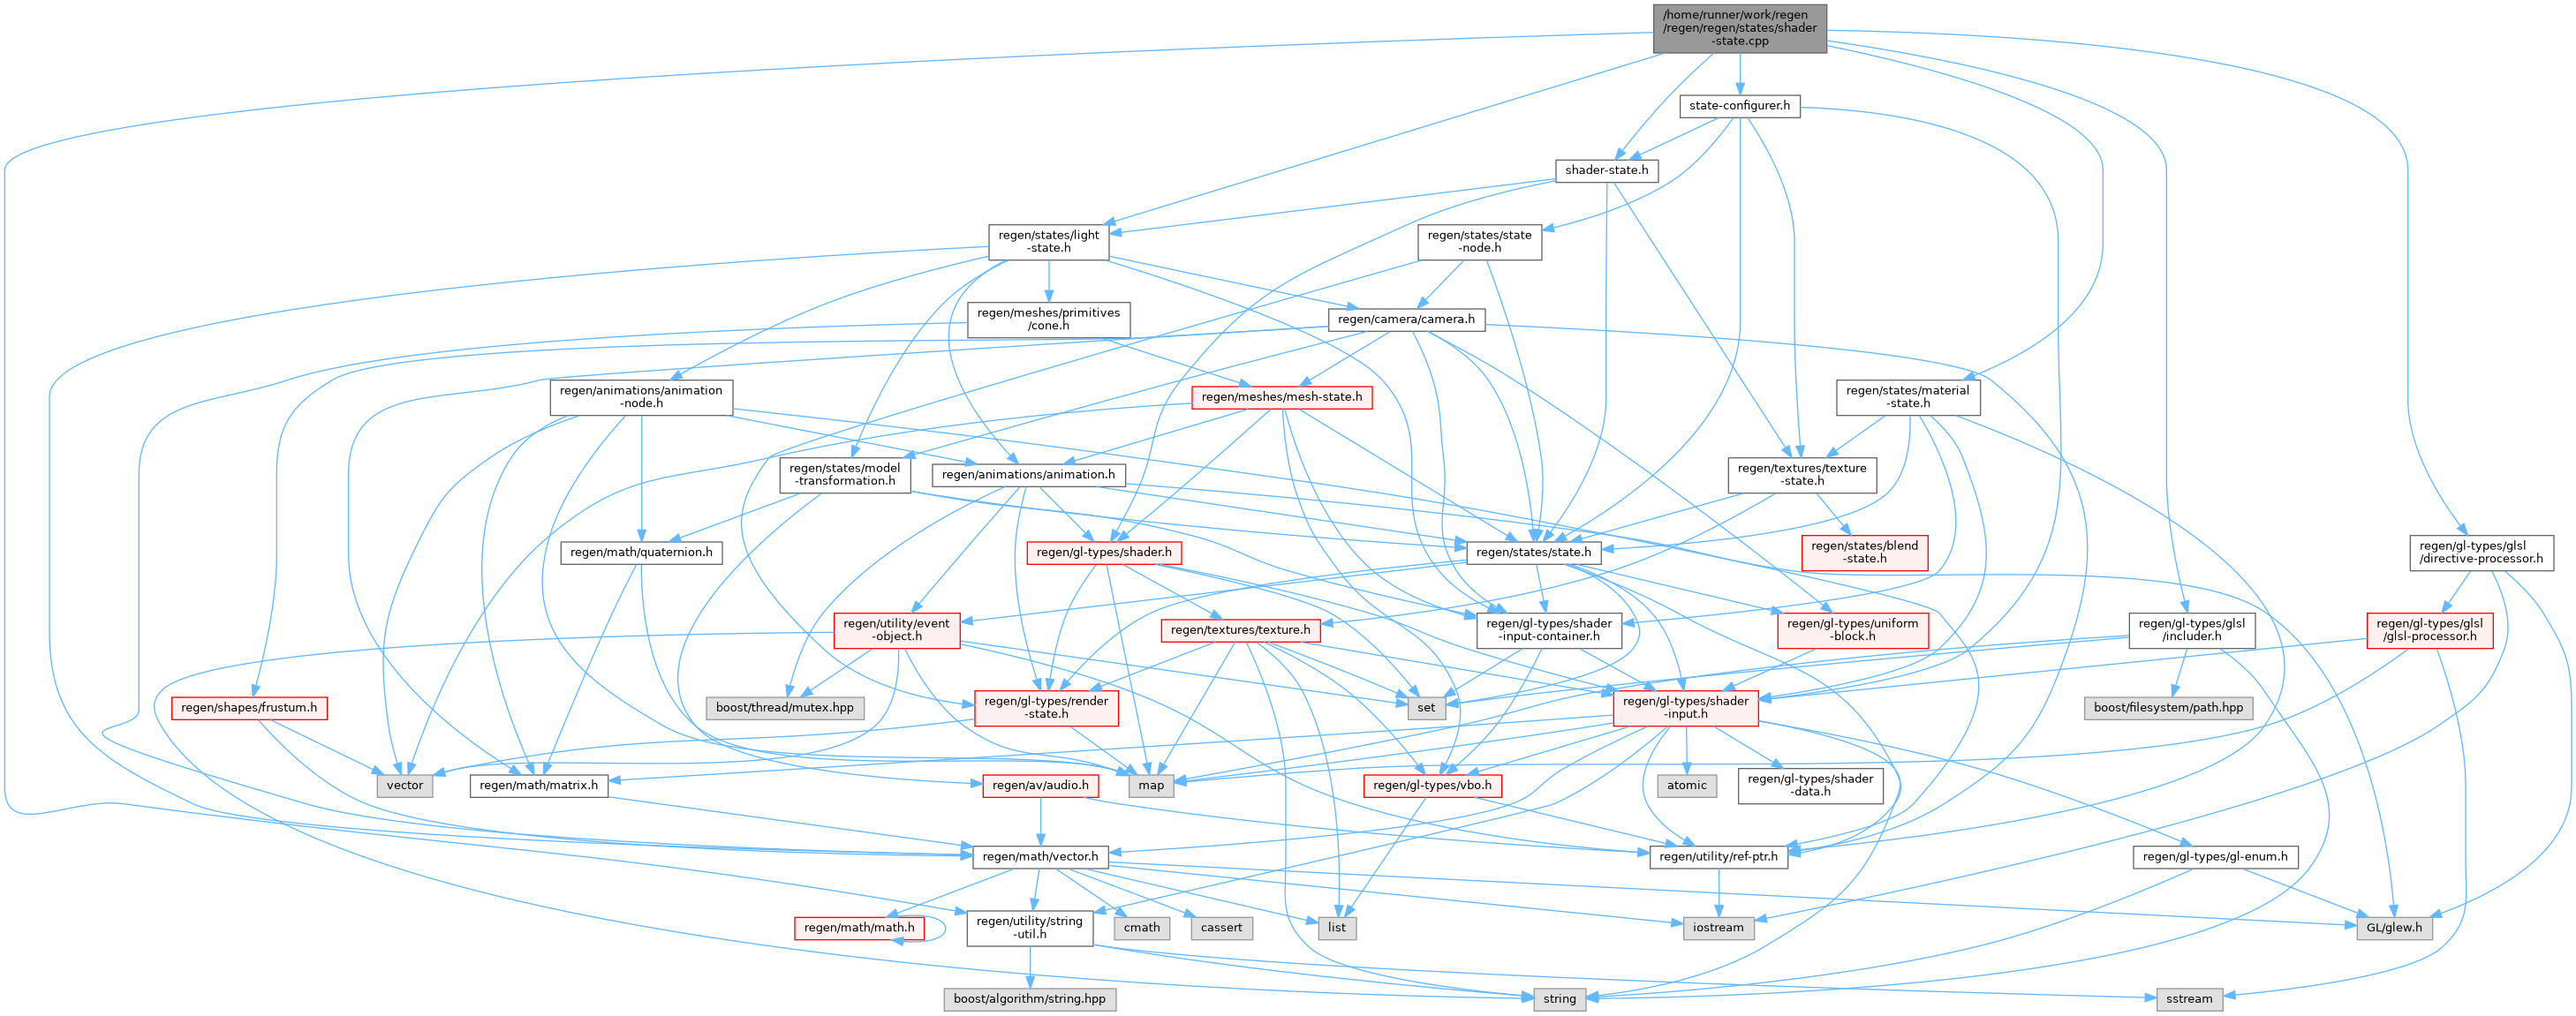 /home/runner/work/regen
/regen/regen/states/shader
-state.cpp
state-configurer.h
shader-state.h
regen/states/light
-state.h
regen/states/state
-node.h
regen/meshes/primitives
/cone.h
regen/camera/camera.h
regen/animations/animation
-node.h
regen/meshes/mesh-state.h
regen/states/material
-state.h
regen/states/model
-transformation.h
regen/animations/animation.h
regen/textures/texture
-state.h
regen/math/quaternion.h
regen/gl-types/shader.h
regen/states/state.h
regen/states/blend
-state.h
regen/gl-types/glsl
/directive-processor.h
regen/utility/event
-object.h
regen/textures/texture.h
regen/gl-types/shader
-input-container.h
regen/gl-types/uniform
-block.h
regen/gl-types/glsl
/includer.h
regen/gl-types/glsl
/glsl-processor.h
regen/shapes/frustum.h
boost/thread/mutex.hpp
regen/gl-types/render
-state.h
set
regen/gl-types/shader
-input.h
boost/filesystem/path.hpp
vector
regen/math/matrix.h
regen/av/audio.h
map
regen/gl-types/vbo.h
atomic
regen/gl-types/shader
-data.h
regen/math/vector.h
regen/utility/ref-ptr.h
regen/gl-types/gl-enum.h
regen/math/math.h
regen/utility/string
-util.h
cmath
cassert
list
iostream
GL/glew.h
boost/algorithm/string.hpp
string
sstream